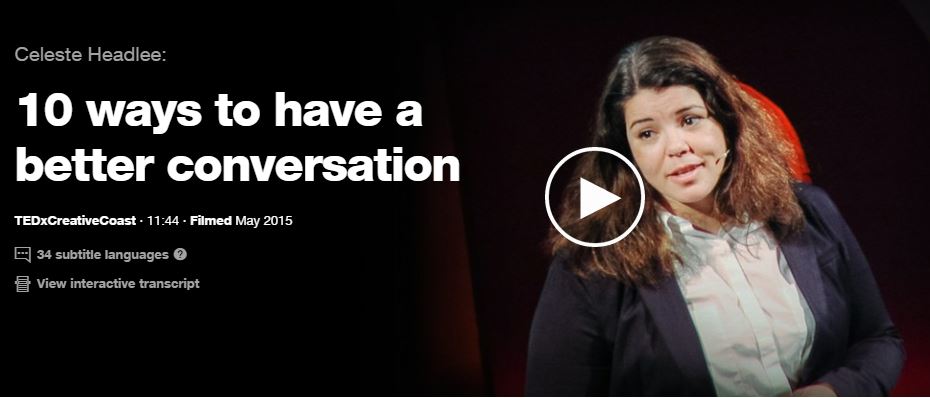 Celeste Headlee:
10 ways to have a
better conversation
TEDxCreativeCoast · 11:44 · Filmed May 2015
34 subtitle languages ?
View interactive transcript